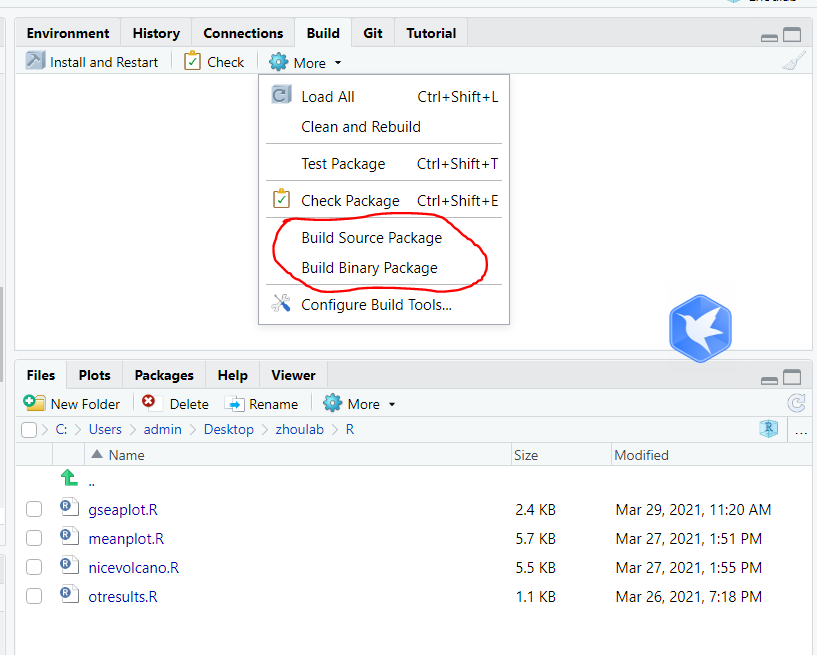 Environment History Connections Build Git Tutorial
Install and Restart Check More
Load All Ctrl+Shift+L
Clean and Rebuild
Test Package Ctrl+Shift+T
Check Package Ctrl+Shift+E
Build Source Package
Build Binary Package
Configure Build Tools...
Files Plots Packages Help Viewer
New Folder Delete Rename More
C: Users admin Desktop zhoulab R
Name Size Modified
..
gseaplot.R 2.4 KB Mar 29, 2021, 11:20 AM
meanplot.R 5.7 KB Mar 27, 2021, 1:51 PM
nicevolcano.R 5.5 KB Mar 27, 2021, 1:55 PM
otresults.R 1.1 KB Mar 26, 2021, 7:18 PM